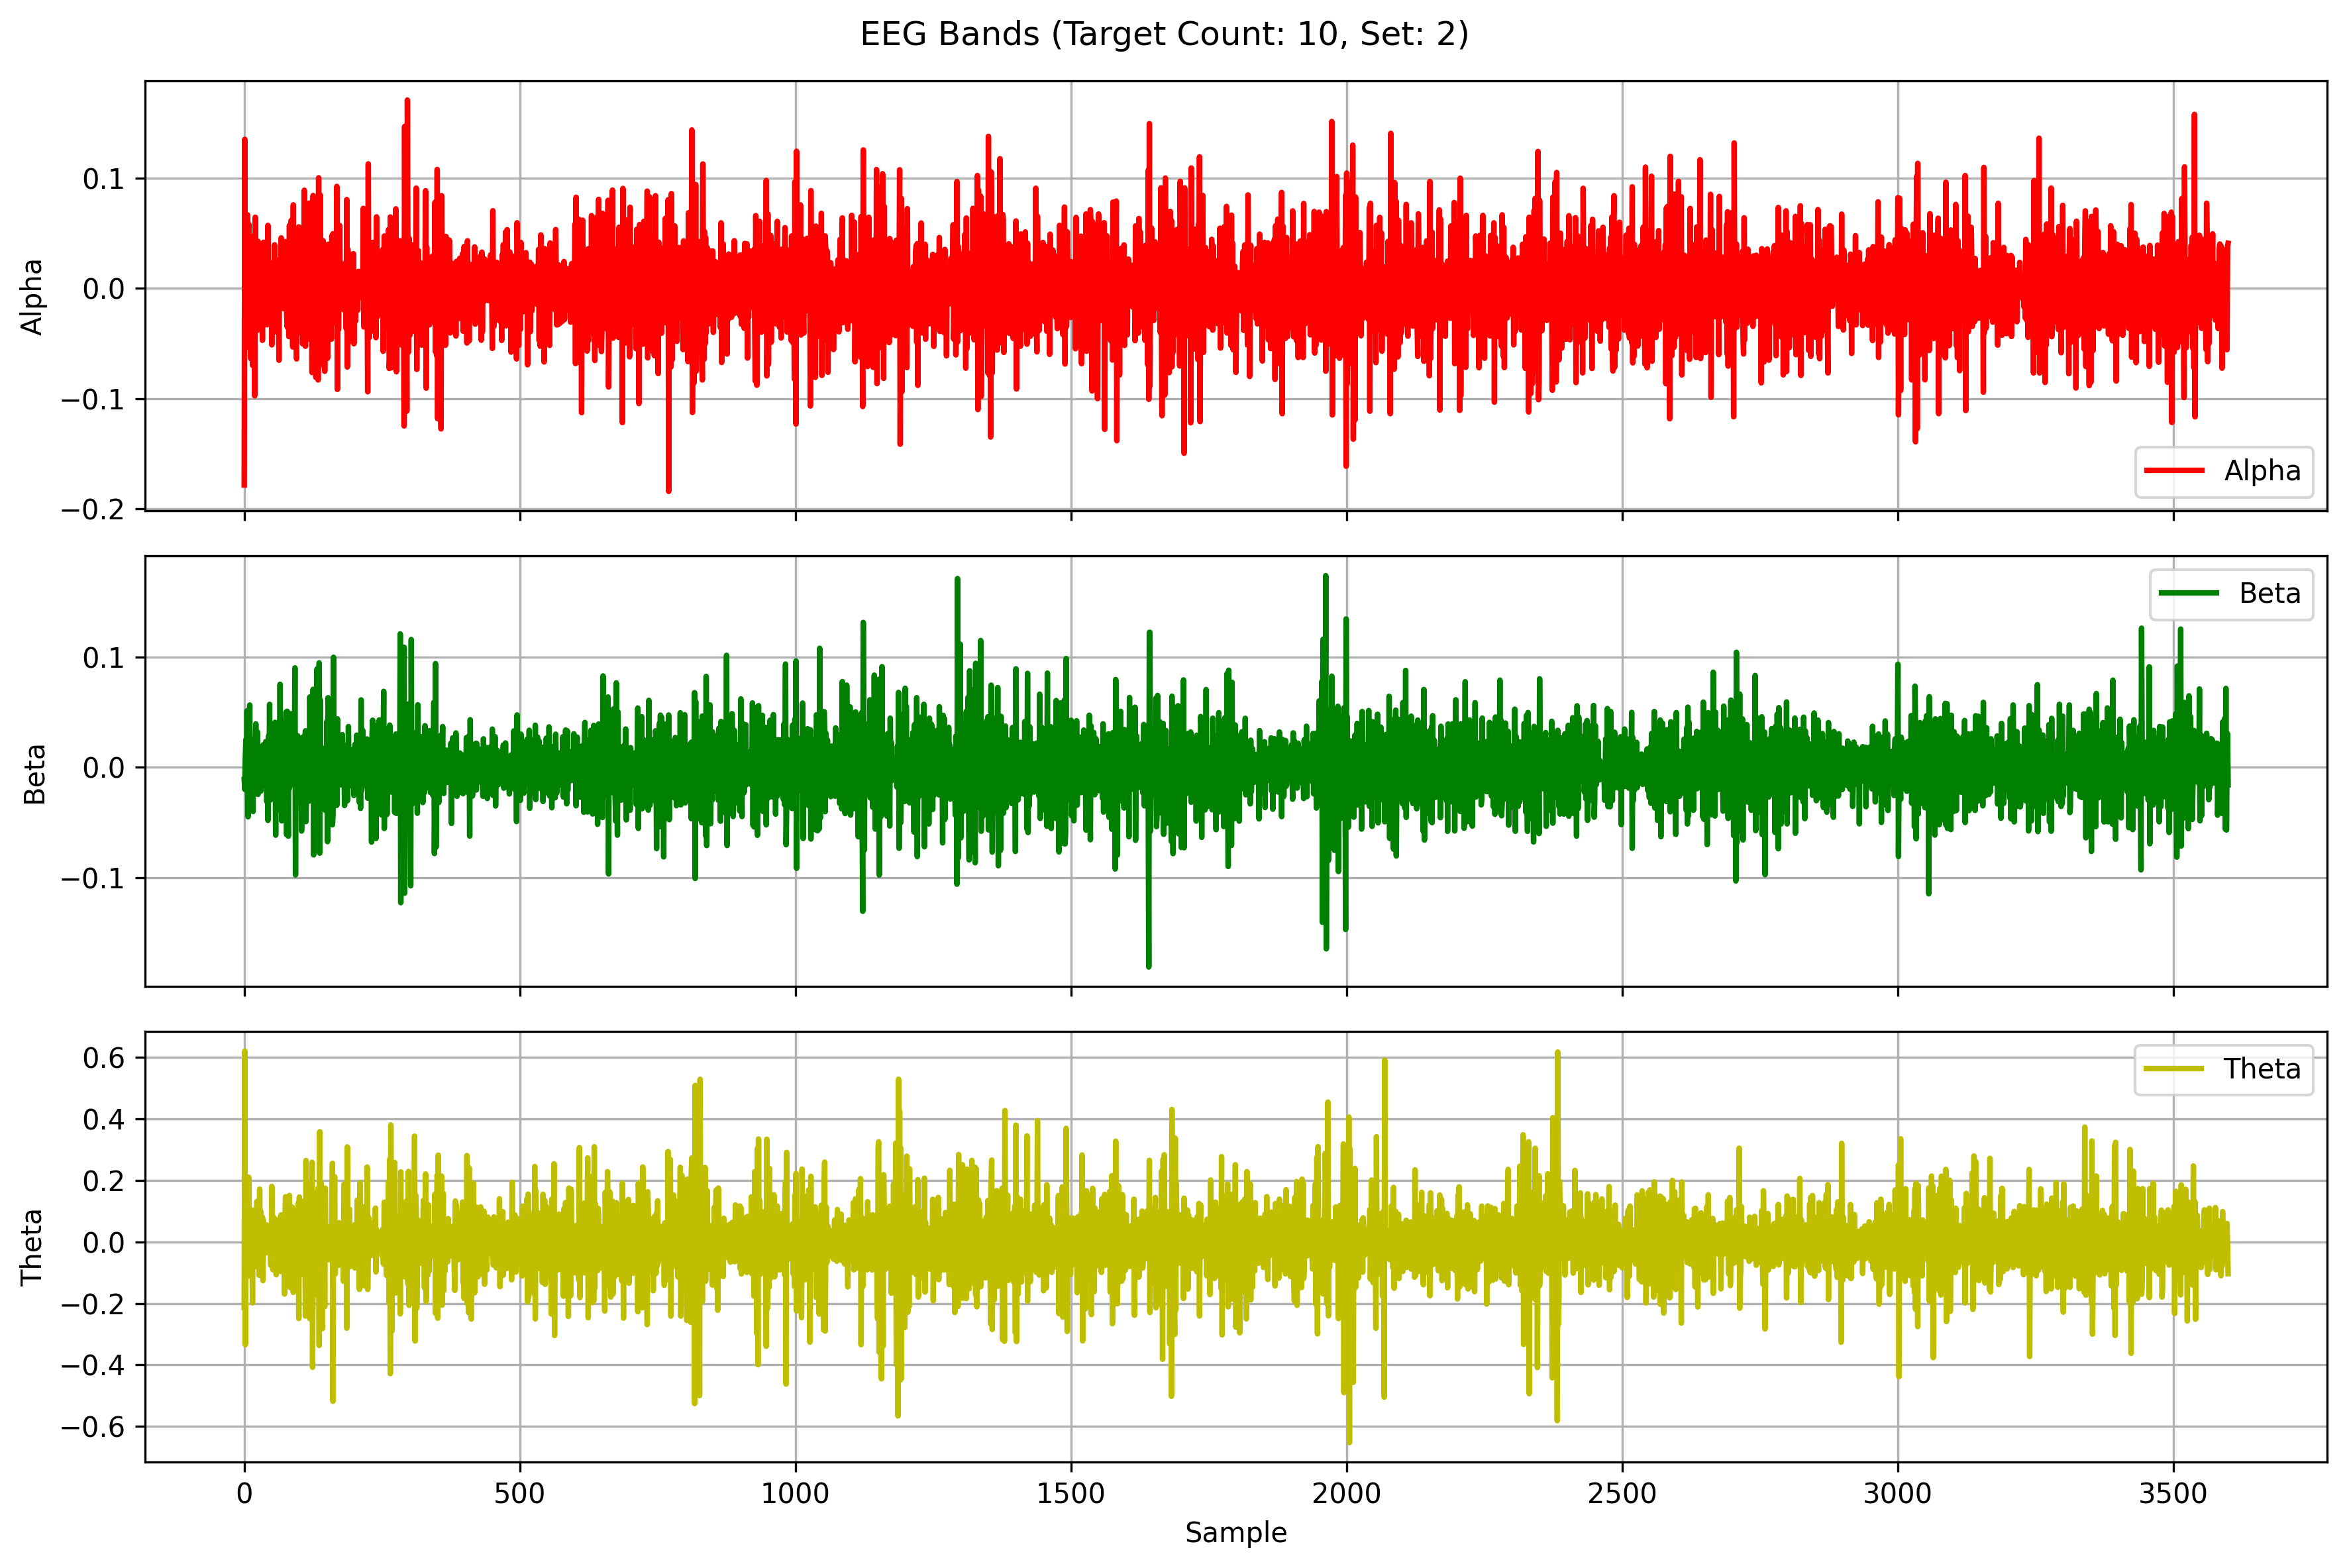 EEG Bands (Target Count: 10, Set: 2)
Alpha
0.1
0.0
−0.1
−0.2
Alpha
Beta
0.1
0.0
−0.1
Beta
Theta
0.6
0.4
0.2
0.0
−0.2
−0.4
−0.6
Theta
0 500 1000 1500 2000 2500 3000 3500
Sample